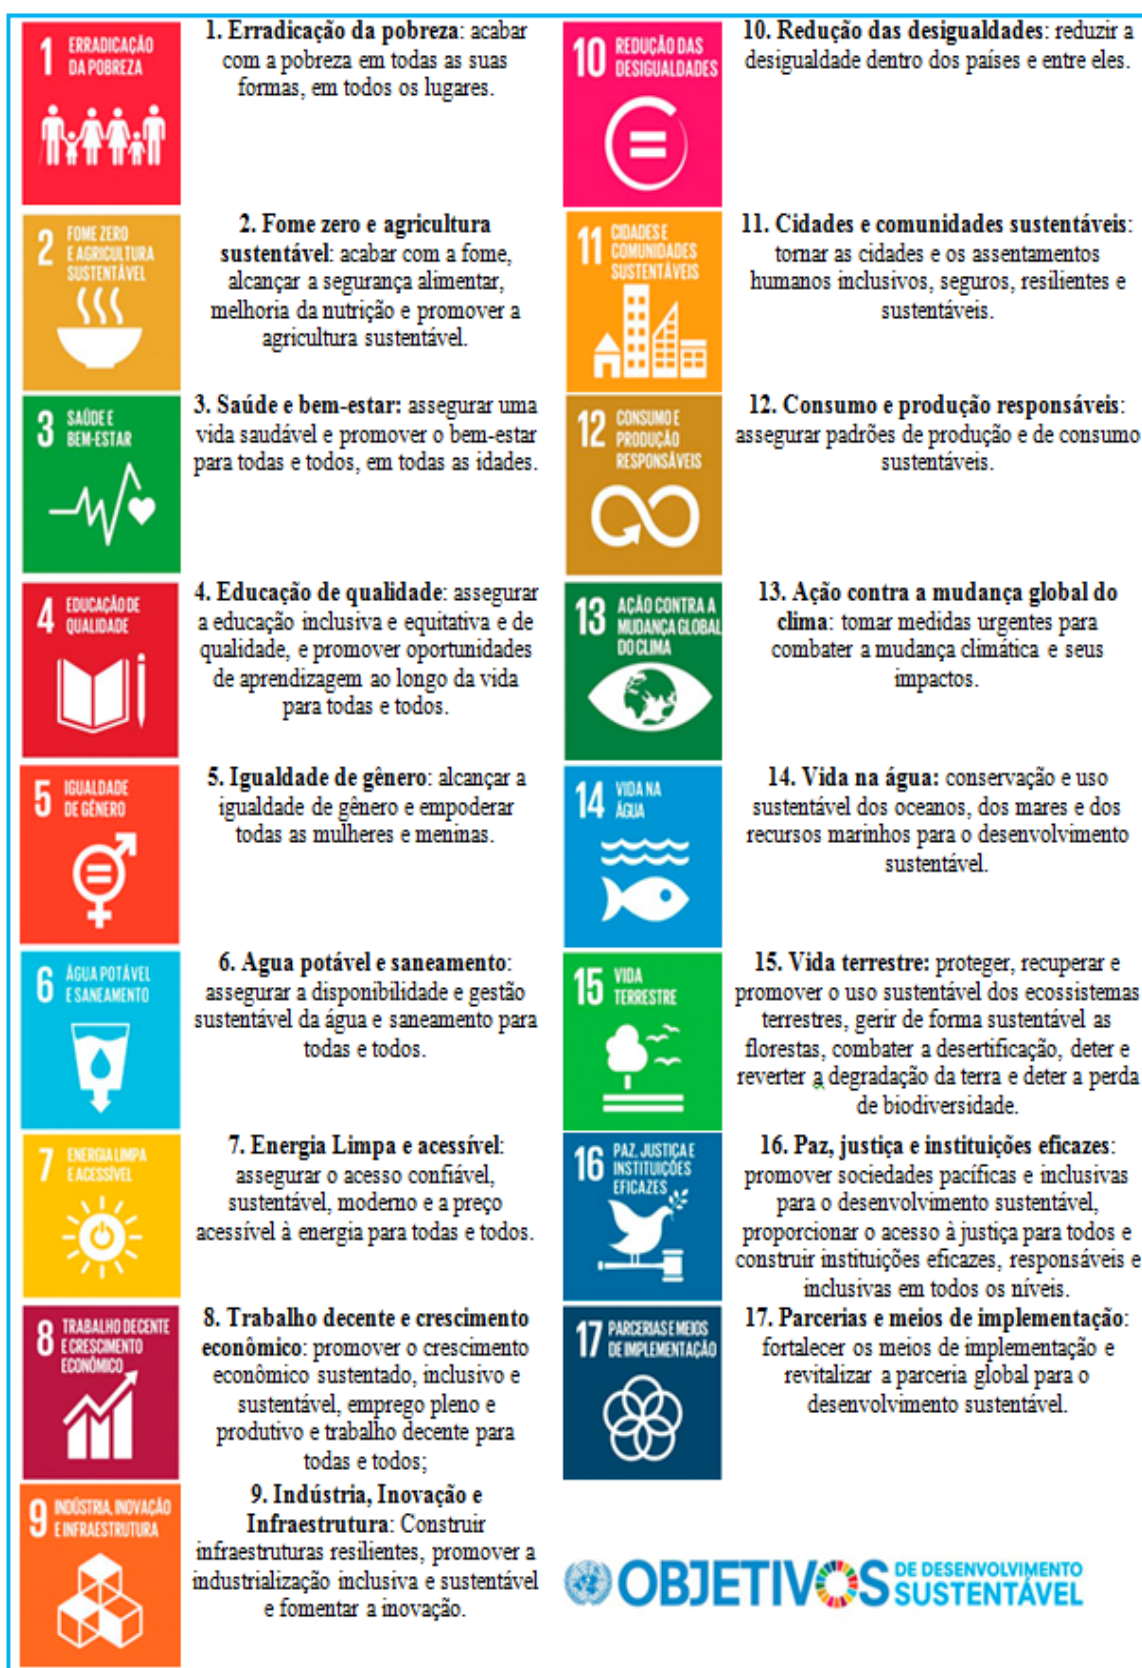 1 ERRADICAÇÃO
DA POBREZA
1. Erradicação da pobreza: acabar
com a pobreza em todas as suas
formas, em todos os lugares.
2 FOME ZERO
E AGRICULTURA
SUSTENTÁVEL
2. Fome zero e agricultura
sustentável: acabar com a fome,
alcançar a segurança alimentar,
melhoria da nutrição e promover a
agricultura sustentável.
3 SAÚDE E
BEM-ESTAR
3. Saúde e bem-estar: assegurar uma
vida saudável e promover o bem-estar
para todas e todos, em todas as idades.
4 EDUCAÇÃO DE
QUALIDADE
4. Educação de qualidade: assegurar
a educação inclusiva e equitativa e de
qualidade, e promover oportunidades
de aprendizagem ao longo da vida
para todas e todos.
5 IGUALDADE
DE GÊNERO
5. Igualdade de gênero: alcançar a
igualdade de gênero e empoderar
todas as mulheres e meninas.
6 ÁGUA POTÁVEL
E SANEAMENTO
6. Agua potável e saneamento:
assegurar a disponibilidade e gestão
sustentável da água e saneamento para
todas e todos.
7 ENERGIA LIMPA
E ACESSÍVEL
7. Energia Limpa e acessível:
assegurar o acesso confiável,
sustentável, moderno e a preço
acessível à energia para todas e todos.
8 TRABALHO DECENTE
E CRESCIMENTO
ECONÔMICO
8. Trabalho decente e crescimento
econômico: promover o crescimento
econômico sustentado, inclusivo e
sustentável, emprego pleno e
produtivo e trabalho decente para
todas e todos;
9 INDÚSTRIA, INOVAÇÃO
E INFRAESTRUTURA
9. Indústria, Inovação e
Infraestrutura: Construir
infraestruturas resilientes, promover a
industrialização inclusiva e sustentável
e fomentar a inovação.
10 REDUÇÃO DAS
DESIGUALDADES
10. Redução das desigualdades: reduzir a
desigualdade dentro dos países e entre eles.
11 CIDADES E
COMUNIDADES
SUSTENTÁVEIS
11. Cidades e comunidades sustentáveis:
tornar as cidades e os assentamentos
humanos inclusivos, seguros, resilientes e
sustentáveis.
12 CONSUMO E
PRODUÇÃO
RESPONSÁVEIS
12. Consumo e produção responsáveis:
assegurar padrões de produção e de consumo
sustentáveis.
13 AÇÃO CONTRA A
MUDANÇA GLOBAL
DO CLIMA
13. Ação contra a mudança global do
clima: tomar medidas urgentes para
combater a mudança climática e seus
impactos.
14 VIDA NA
ÁGUA
14. Vida na água: conservação e uso
sustentável dos oceanos, dos mares e dos
recursos marinhos para o desenvolvimento
sustentável.
15 VIDA
TERRESTRE
15. Vida terrestre: proteger, recuperar e
promover o uso sustentável dos ecossistemas
terrestres, gerir de forma sustentável as
florestas, combater a desertificação, deter e
reverter a degradação da terra e deter a perda
de biodiversidade.
16 PAZ, JUSTIÇA E
INSTITUIÇÕES
EFICAZES
16. Paz, justiça e instituições eficazes:
promover sociedades pacíficas e inclusivas
para o desenvolvimento sustentável,
proporcionar o acesso à justiça para todos e
construir instituições eficazes, responsáveis e
inclusivas em todos os níveis.
17 PARCERIAS E MEIOS
DE IMPLEMENTAÇÃO
17. Parcerias e meios de implementação:
fortalecer os meios de implementação e
revitalizar a parceria global para o
desenvolvimento sustentável.
OBJETIVOS DE DESENVOLVIMENTO
SUSTENTÁVEL